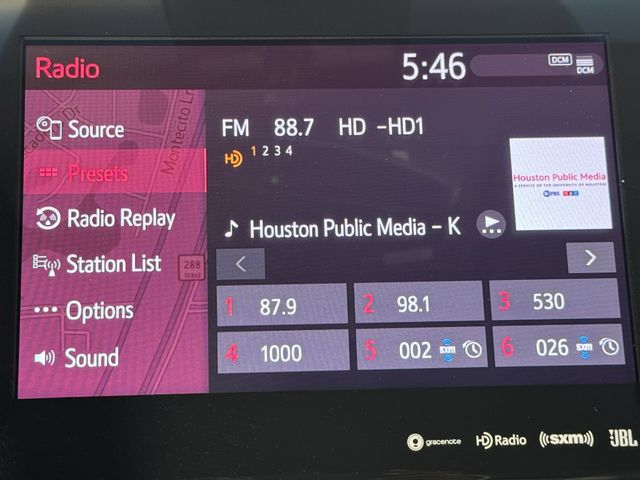 Radio
5:46
DCM
DCM
Source
Presets
Radio Replay
Station List
Options
Sound
Montecito Ln
Dr
288
TEXAS
FM 88.7 HD -HD1
HD 1 2 3 4
Houston Public Media - K
Houston Public Media
A SERVICE OF THE UNIVERSITY OF HOUSTON
PBS npr
< >
1 87.9
2 98.1
3 530
4 1000
5 002 sxm
6 026 sxm
gracenote
HD Radio
((sxm))
JBL